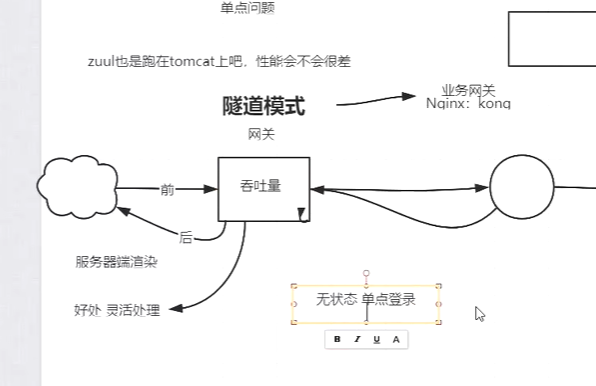 单点问题
zuul也是跑在tomcat上吧，性能会不会很差
隧道模式
业务网关
Nginx：kong
网关
前
吞吐量
后
服务器端渲染
好处 灵活处理
无状态 单点登录
B I U A